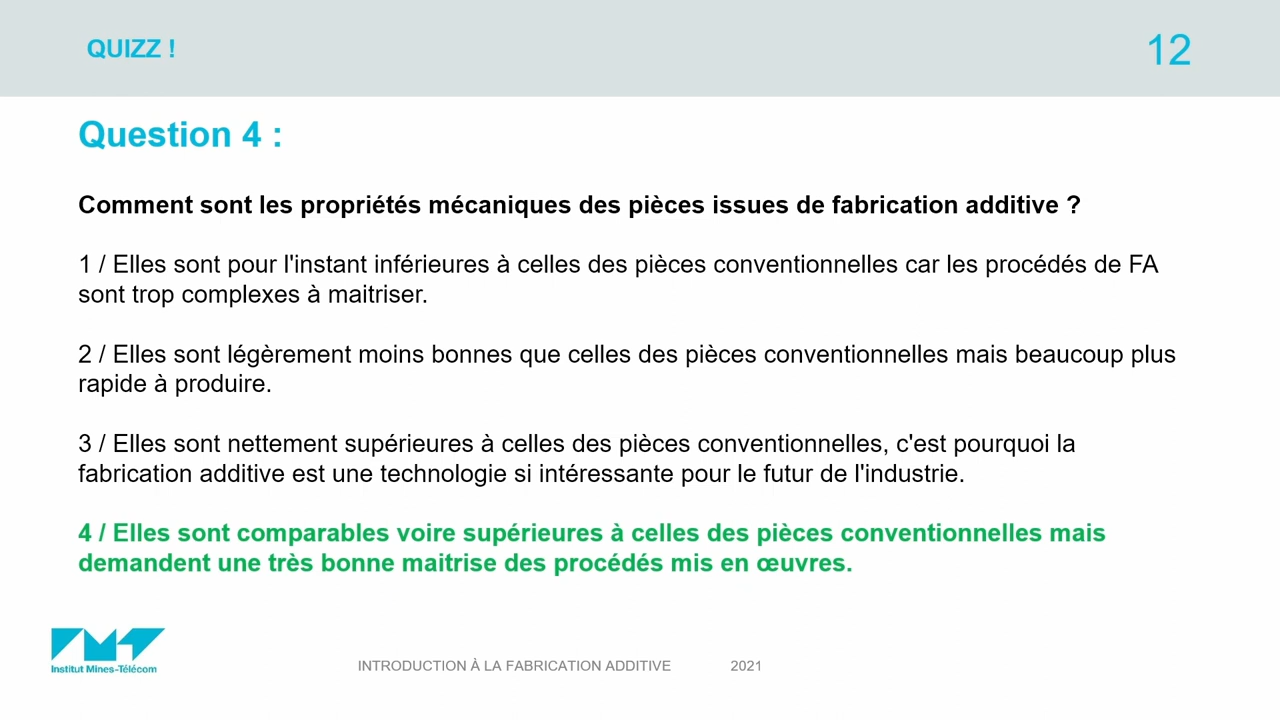 QUIZZ !
12
Question 4 :
Comment sont les propriétés mécaniques des pièces issues de fabrication additive ?
1 / Elles sont pour l'instant inférieures à celles des pièces conventionnelles car les procédés de FA
sont trop complexes à maitriser.
2 / Elles sont légèrement moins bonnes que celles des pièces conventionnelles mais beaucoup plus
rapide à produire.
3 / Elles sont nettement supérieures à celles des pièces conventionnelles, c'est pourquoi la
fabrication additive est une technologie si intéressante pour le futur de l'industrie.
4 / Elles sont comparables voire supérieures à celles des pièces conventionnelles mais
demandent une très bonne maitrise des procédés mis en œuvres.
IMT
Institut Mines-Télécom
INTRODUCTION À LA FABRICATION ADDITIVE
2021